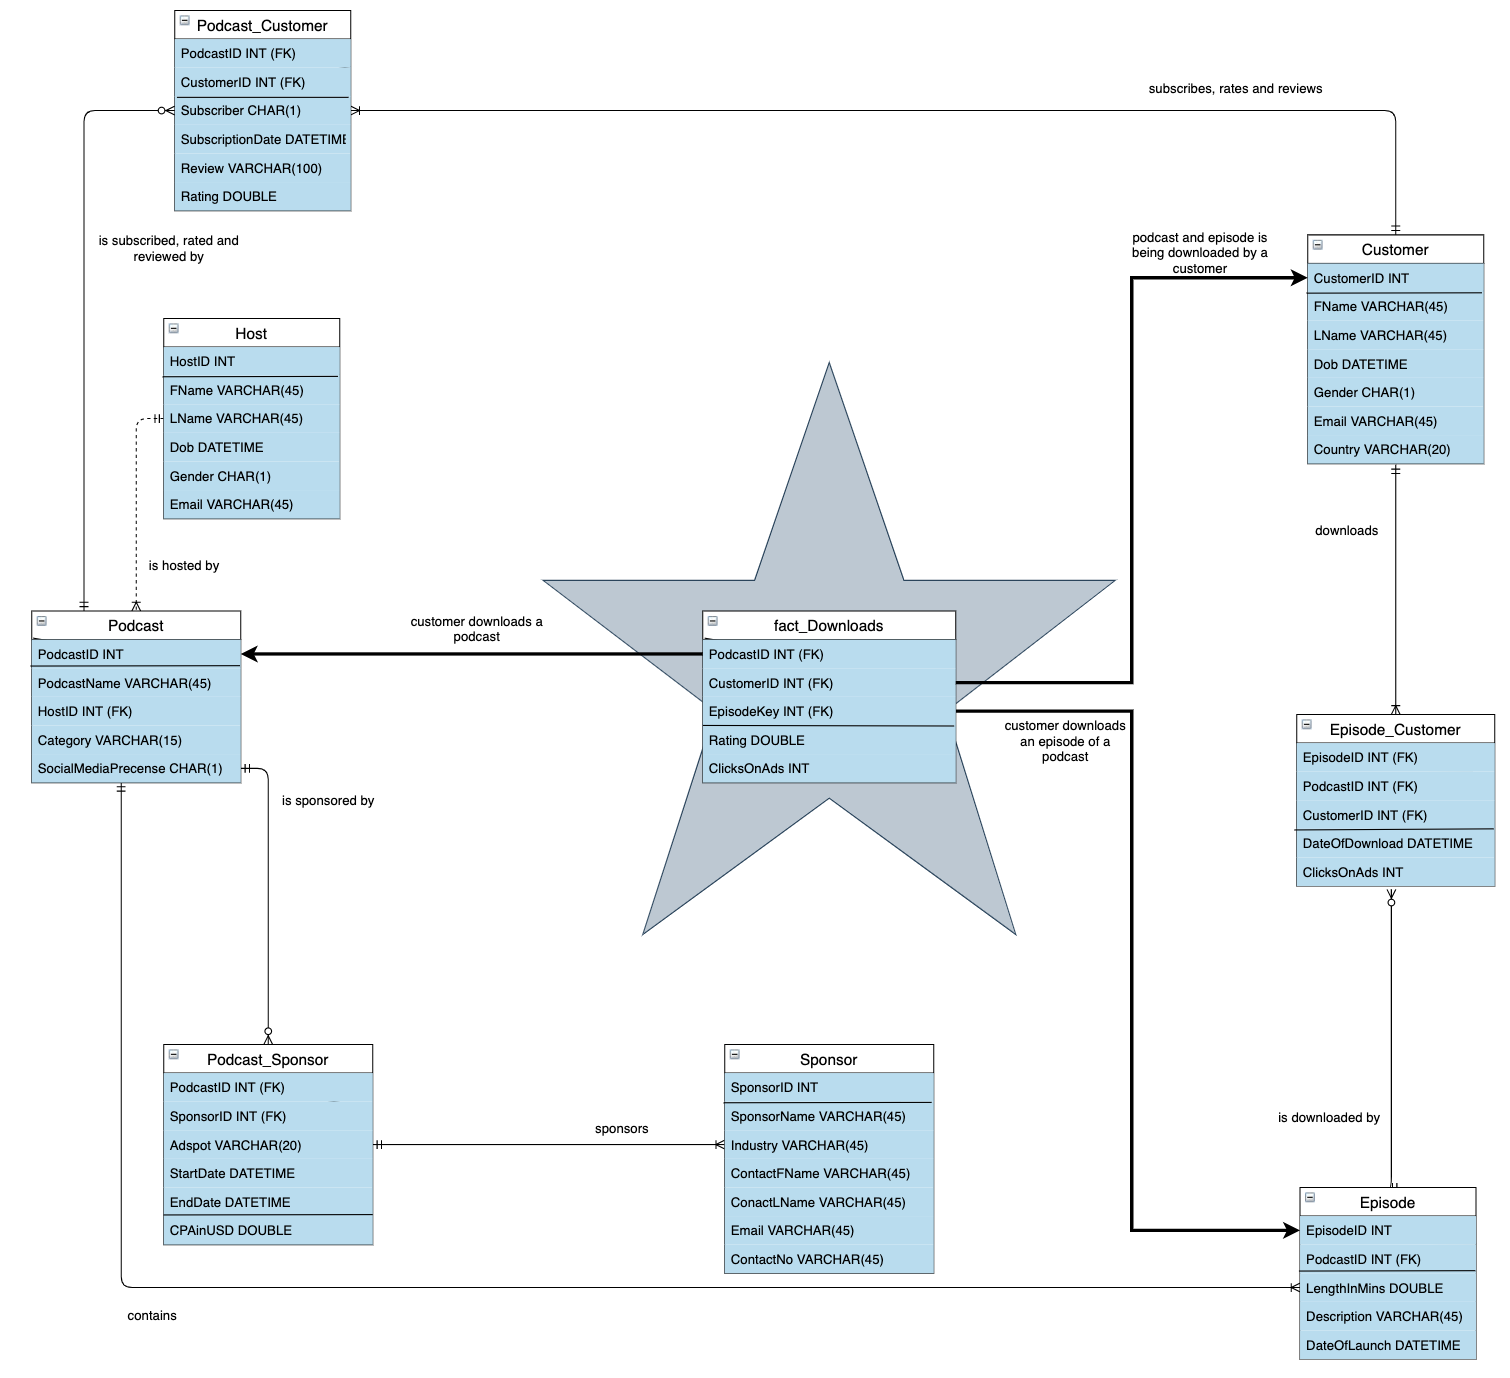 Podcast_Customer
PodcastID INT (FK)
CustomerID INT (FK)
Subscriber CHAR(1)
SubscriptionDate DATETIME
Review VARCHAR(100)
Rating DOUBLE
subscribes, rates and reviews
is subscribed, rated and
reviewed by
Host
HostID INT
FName VARCHAR(45)
LName VARCHAR(45)
Dob DATETIME
Gender CHAR(1)
Email VARCHAR(45)
is hosted by
podcast and episode is
being downloaded by a
customer
Customer
CustomerID INT
FName VARCHAR(45)
LName VARCHAR(45)
Dob DATETIME
Gender CHAR(1)
Email VARCHAR(45)
Country VARCHAR(20)
downloads
Podcast
PodcastID INT
PodcastName VARCHAR(45)
HostID INT (FK)
Category VARCHAR(15)
SocialMediaPrecense CHAR(1)
customer downloads a
podcast
fact_Downloads
PodcastID INT (FK)
CustomerID INT (FK)
EpisodeKey INT (FK)
Rating DOUBLE
ClicksOnAds INT
customer downloads
an episode of a
podcast
Episode_Customer
EpisodeID INT (FK)
PodcastID INT (FK)
CustomerID INT (FK)
DateOfDownload DATETIME
ClicksOnAds INT
is sponsored by
Podcast_Sponsor
PodcastID INT (FK)
SponsorID INT (FK)
Adspot VARCHAR(20)
StartDate DATETIME
EndDate DATETIME
CPAinUSD DOUBLE
sponsors
Sponsor
SponsorID INT
SponsorName VARCHAR(45)
Industry VARCHAR(45)
ContactFName VARCHAR(45)
ConactLName VARCHAR(45)
Email VARCHAR(45)
ContactNo VARCHAR(45)
is downloaded by
Episode
EpisodeID INT
PodcastID INT (FK)
LengthInMins DOUBLE
Description VARCHAR(45)
DateOfLaunch DATETIME
contains